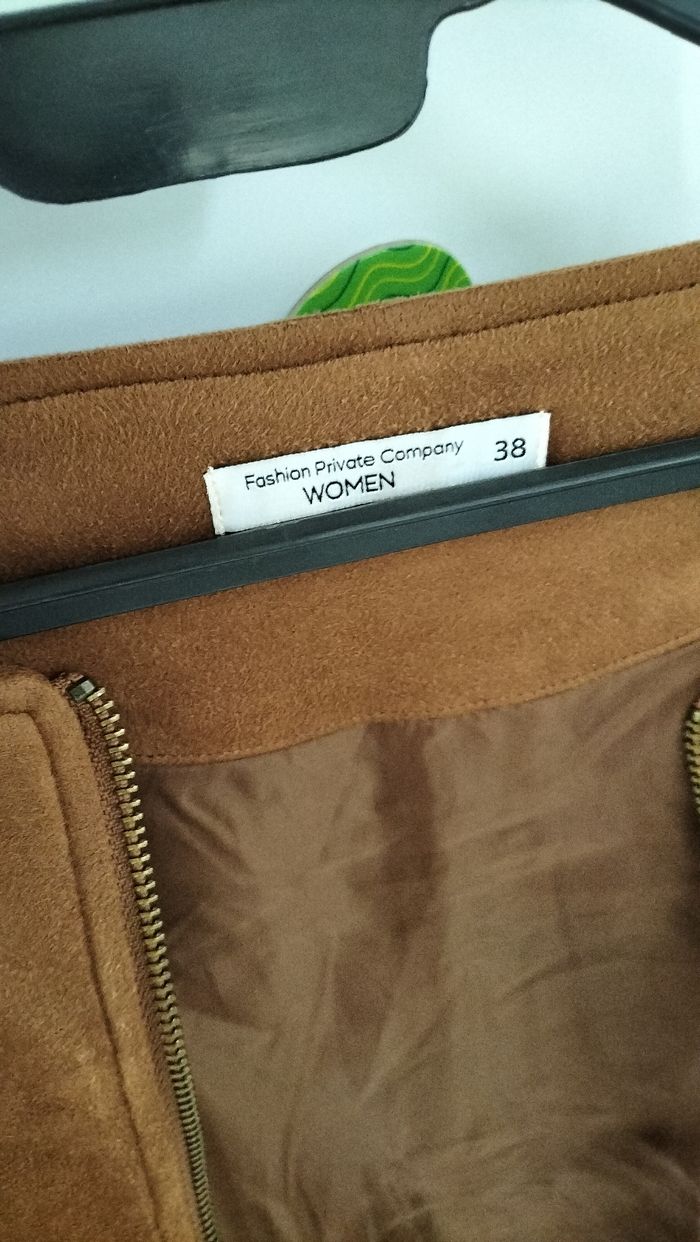 Fashion Private Company 38
WOMEN